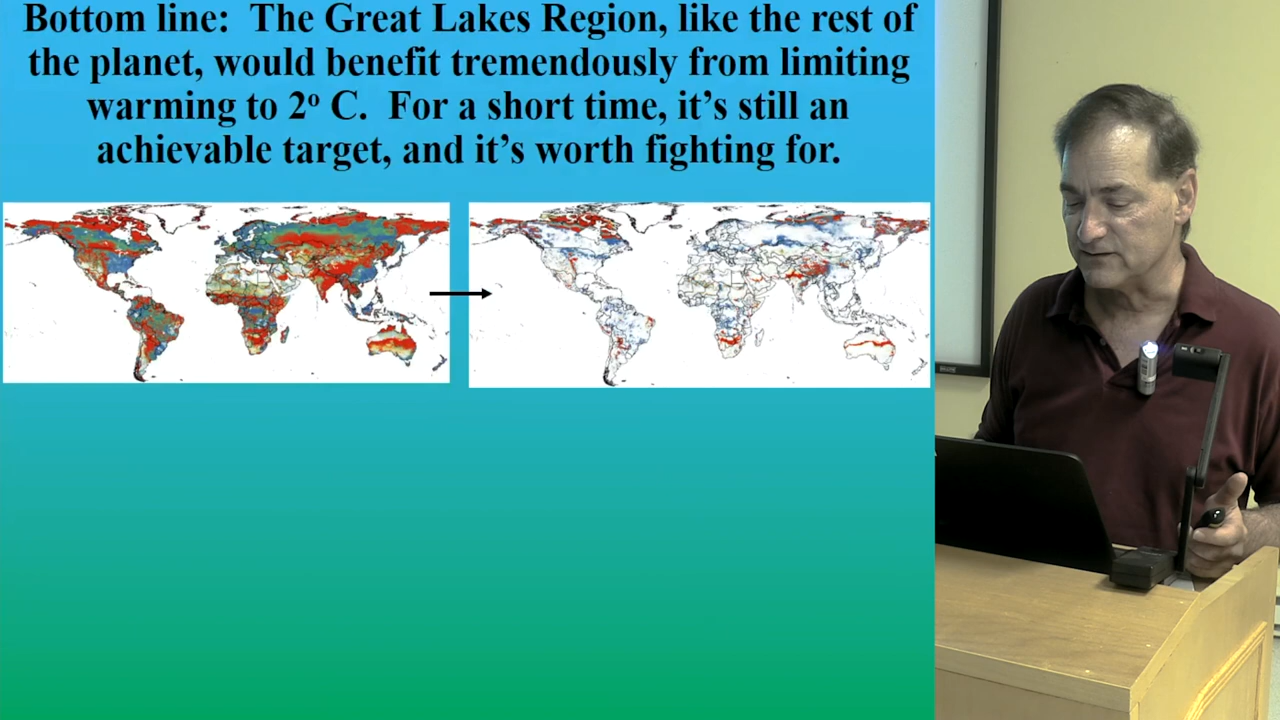 Bottom line:  The Great Lakes Region, like the rest of
the planet, would benefit tremendously from limiting
warming to 2º C.  For a short time, it’s still an
achievable target, and it’s worth fighting for.